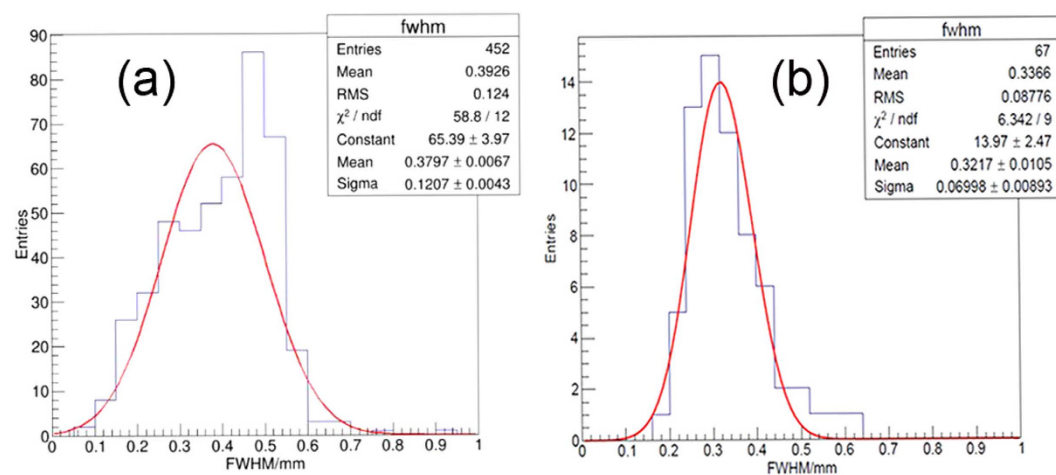 (a)
fwhm
Entries 452
Mean 0.3926
RMS 0.124
χ² / ndf 58.8 / 12
Constant 65.39 ± 3.97
Mean 0.3797 ± 0.0067
Sigma 0.1207 ± 0.0043
Entries
90
80
70
60
50
40
30
20
10
0
0 0.1 0.2 0.3 0.4 0.5 0.6 0.7 0.8 0.9 1
FWHM/mm
(b)
fwhm
Entries 67
Mean 0.3366
RMS 0.08776
χ² / ndf 6.342 / 9
Constant 13.97 ± 2.47
Mean 0.3217 ± 0.0105
Sigma 0.06998 ± 0.00893
Entries
14
12
10
8
6
4
2
0
0 0.1 0.2 0.3 0.4 0.5 0.6 0.7 0.8 0.9 1
FWHM/mm